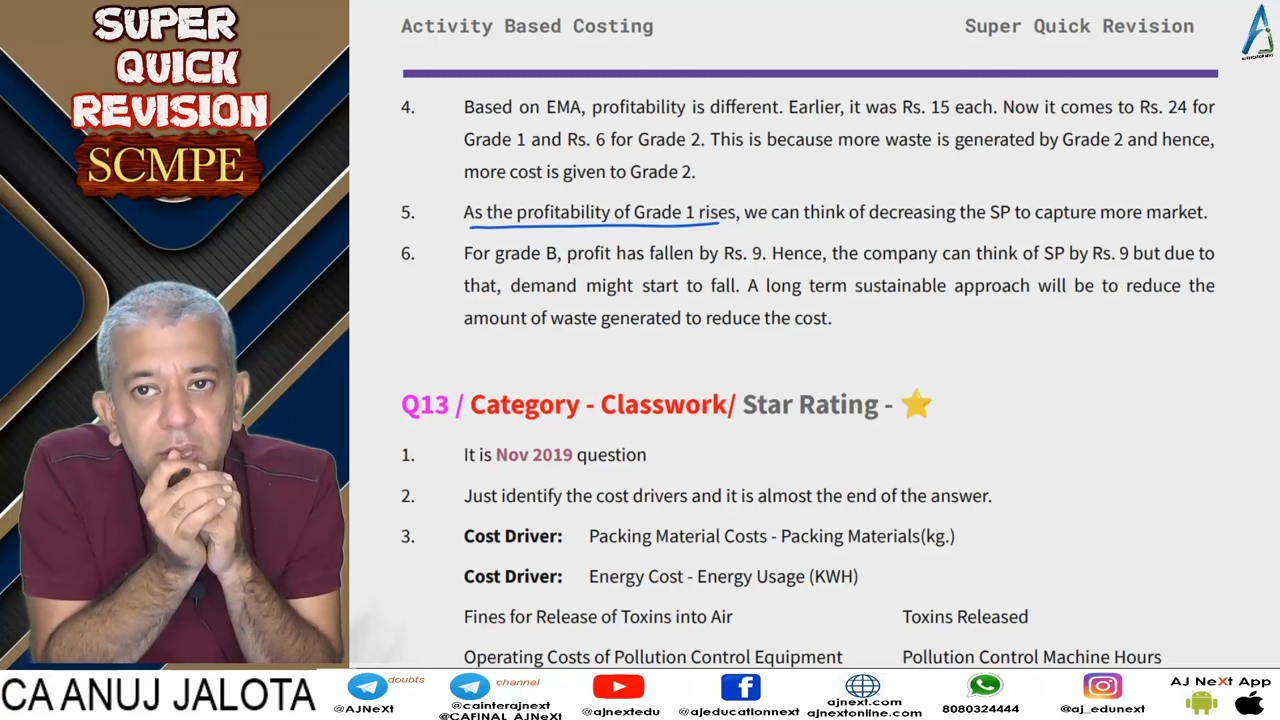 SUPER
QUICK
REVISION
SCMPE
Activity Based Costing
Super Quick Revision
AJ
4. Based on EMA, profitability is different. Earlier, it was Rs. 15 each. Now it comes to Rs. 24 for
Grade 1 and Rs. 6 for Grade 2. This is because more waste is generated by Grade 2 and hence,
more cost is given to Grade 2.
5. As the profitability of Grade 1 rises, we can think of decreasing the SP to capture more market.
6. For grade B, profit has fallen by Rs. 9. Hence, the company can think of SP by Rs. 9 but due to
that, demand might start to fall. A long term sustainable approach will be to reduce the
amount of waste generated to reduce the cost.
Q13 / Category - Classwork/ Star Rating - ⭐
1. It is Nov 2019 question
2. Just identify the cost drivers and it is almost the end of the answer.
3. Cost Driver: Packing Material Costs - Packing Materials(kg.)
Cost Driver: Energy Cost - Energy Usage (KWH)
Fines for Release of Toxins into Air Toxins Released
Operating Costs of Pollution Control Equipment Pollution Control Machine Hours
CA ANUJ JALOTA
doubts
@AJNeXt
channel
@cainterajnext
@CAFINAL_AJNeXt
@ajnextedu
@ajeducationnext
ajnext.com
ajnextonline.com
8080324444
@aj_edunext
AJ NeXt App